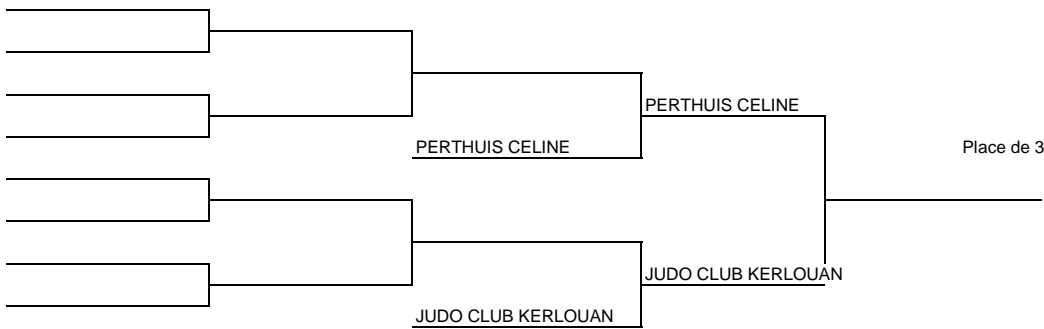 PERTHUIS CELINE
PERTHUIS CELINE
Place de 3
JUDO CLUB KERLOUAN
JUDO CLUB KERLOUAN